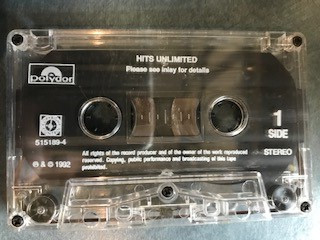 HITS UNLIMITED
Please see inlay for details
Polydor
515189-4
1
SIDE
All rights of the record producer and of the owner of the work reproduced
reserved. Copying, public performance and broadcasting of this tape
prohibited.
℗ & © 1992
STEREO